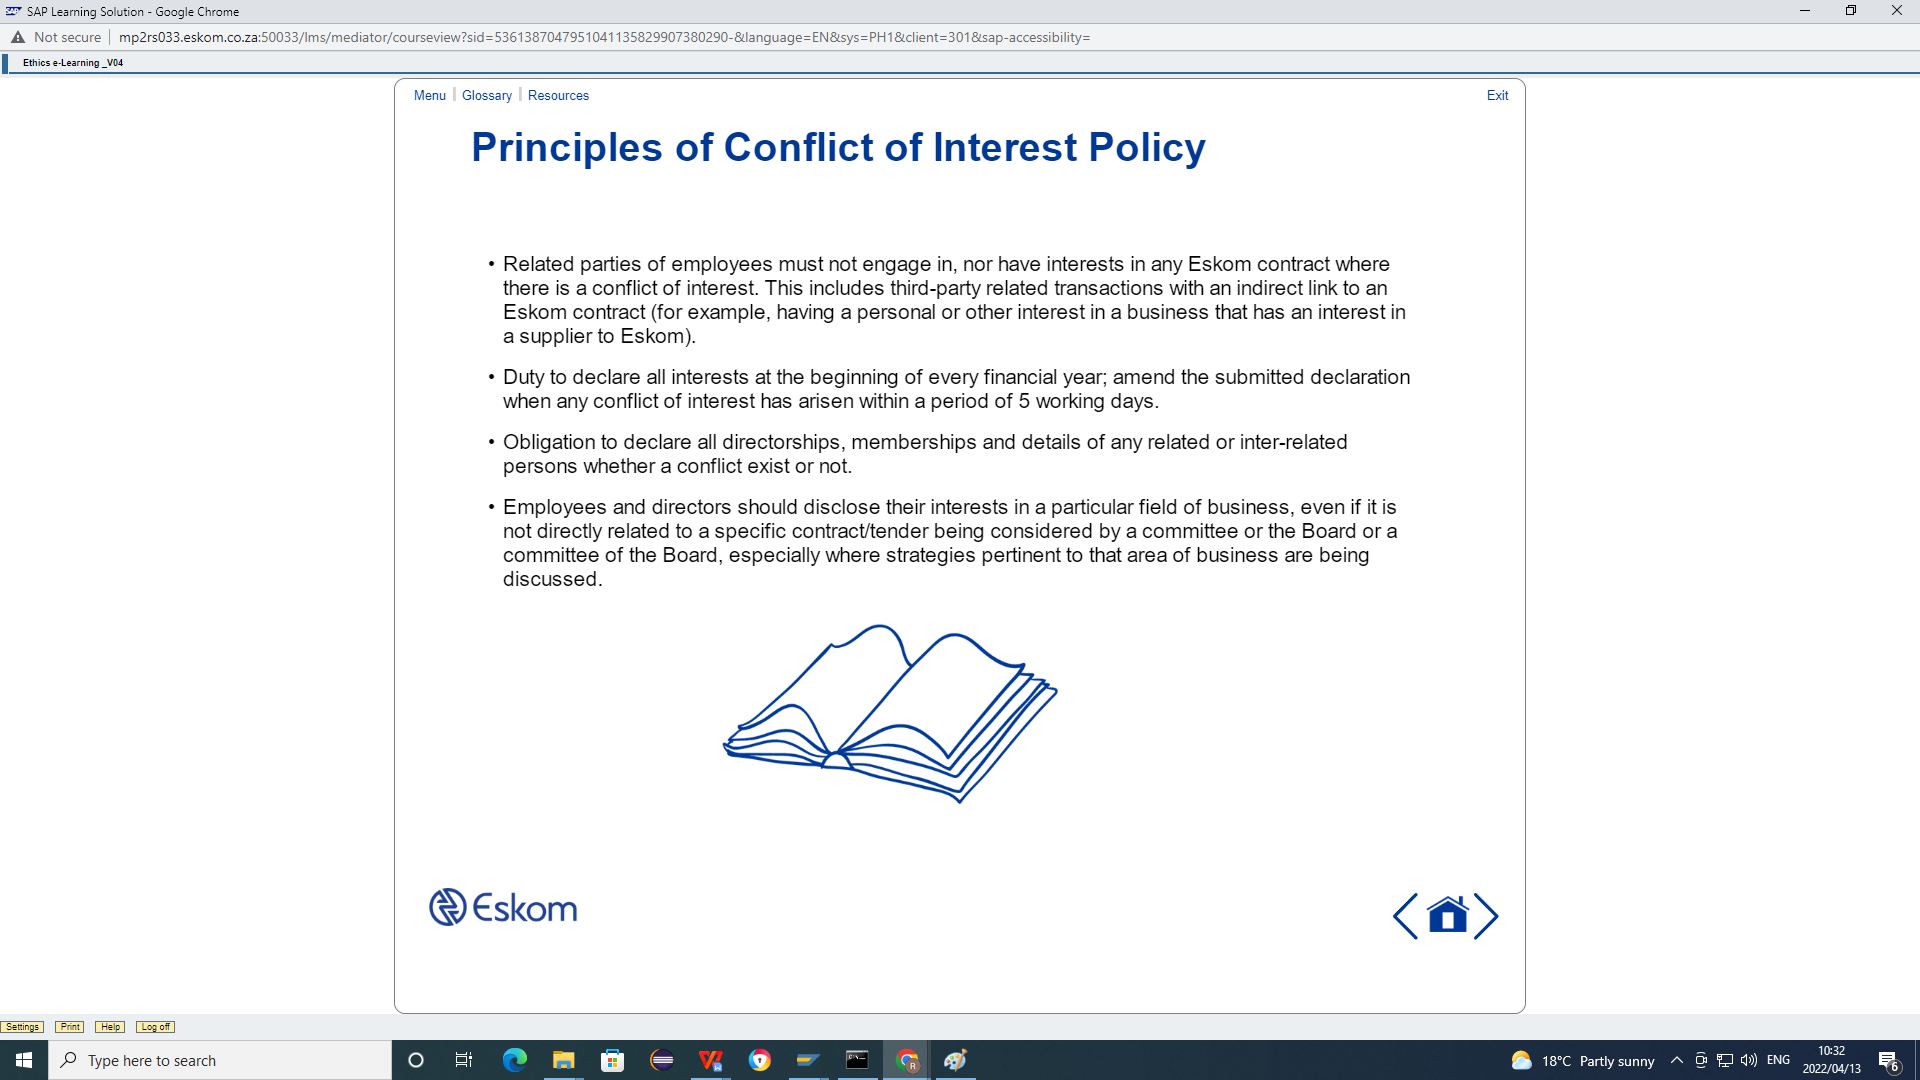 SAP Learning Solution - Google Chrome
Not secure | mp2rs033.eskom.co.za:50033/lms/mediator/courseview?sid=5361387047951041135829907380290-&language=EN&sys=PH1&client=301&sap-accessibility=
Ethics e-Learning _V04
Menu | Glossary | Resources
Exit
Principles of Conflict of Interest Policy
• Related parties of employees must not engage in, nor have interests in any Eskom contract where
there is a conflict of interest. This includes third-party related transactions with an indirect link to an
Eskom contract (for example, having a personal or other interest in a business that has an interest in
a supplier to Eskom).
• Duty to declare all interests at the beginning of every financial year; amend the submitted declaration
when any conflict of interest has arisen within a period of 5 working days.
• Obligation to declare all directorships, memberships and details of any related or inter-related
persons whether a conflict exist or not.
• Employees and directors should disclose their interests in a particular field of business, even if it is
not directly related to a specific contract/tender being considered by a committee or the Board or a
committee of the Board, especially where strategies pertinent to that area of business are being
discussed.
Eskom
Settings Print Help Log off
Type here to search
18°C Partly sunny
ENG
10:32
2022/04/13
6